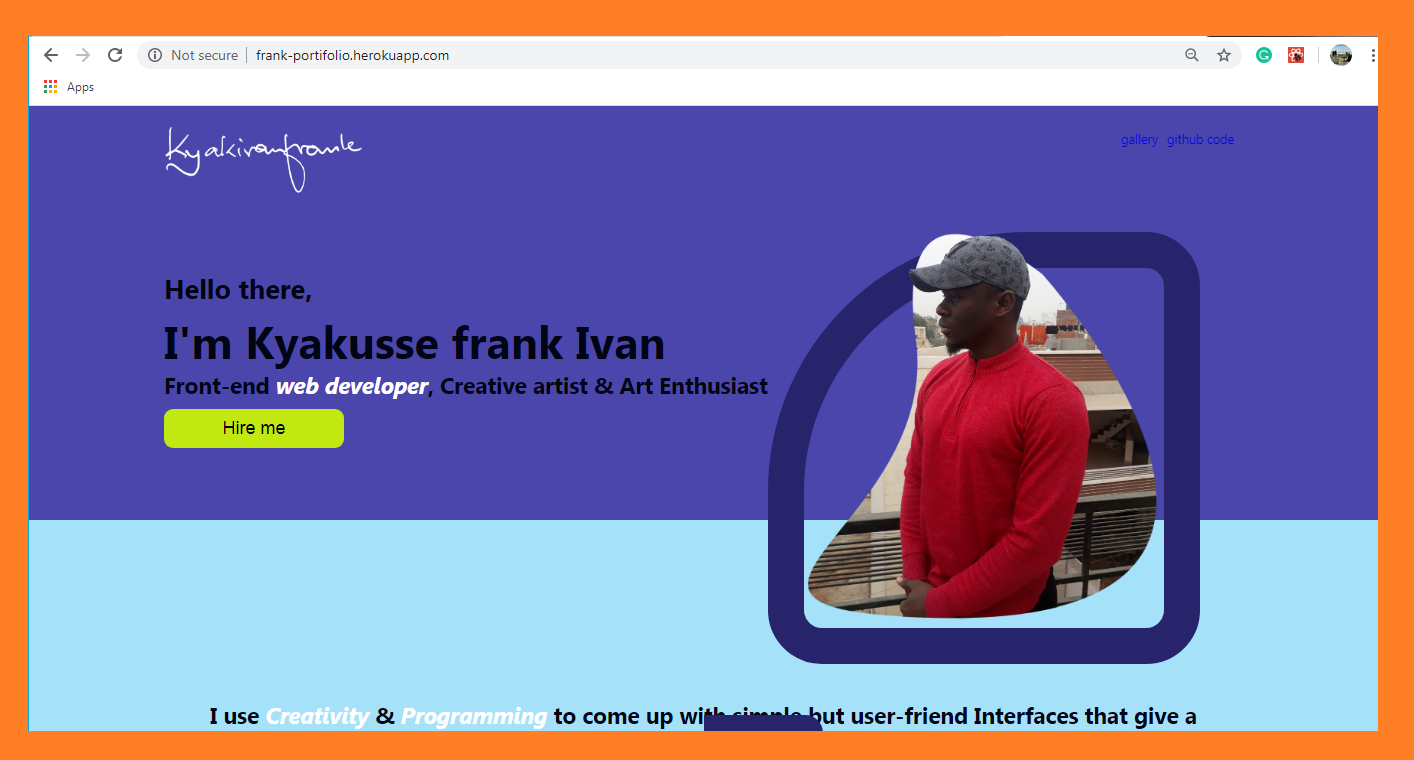 Not secure | frank-portifolio.herokuapp.com
Apps
Kyakivanfrank
gallery github code
Hello there,
I'm Kyakusse frank Ivan
Front-end web developer, Creative artist & Art Enthusiast
Hire me
I use Creativity & Programming to come up with simple but user-friend Interfaces that give a